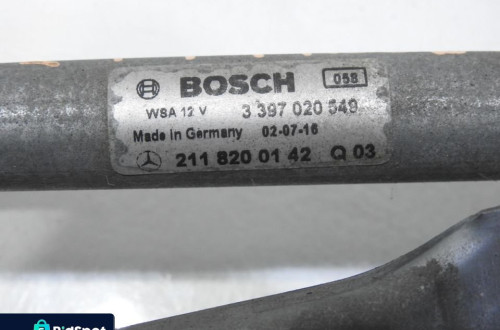 BOSCH 058
WSA 12 V 3 397 020 549
Made in Germany 02-07-16
211 820 01 42 Q 03
BidSpot